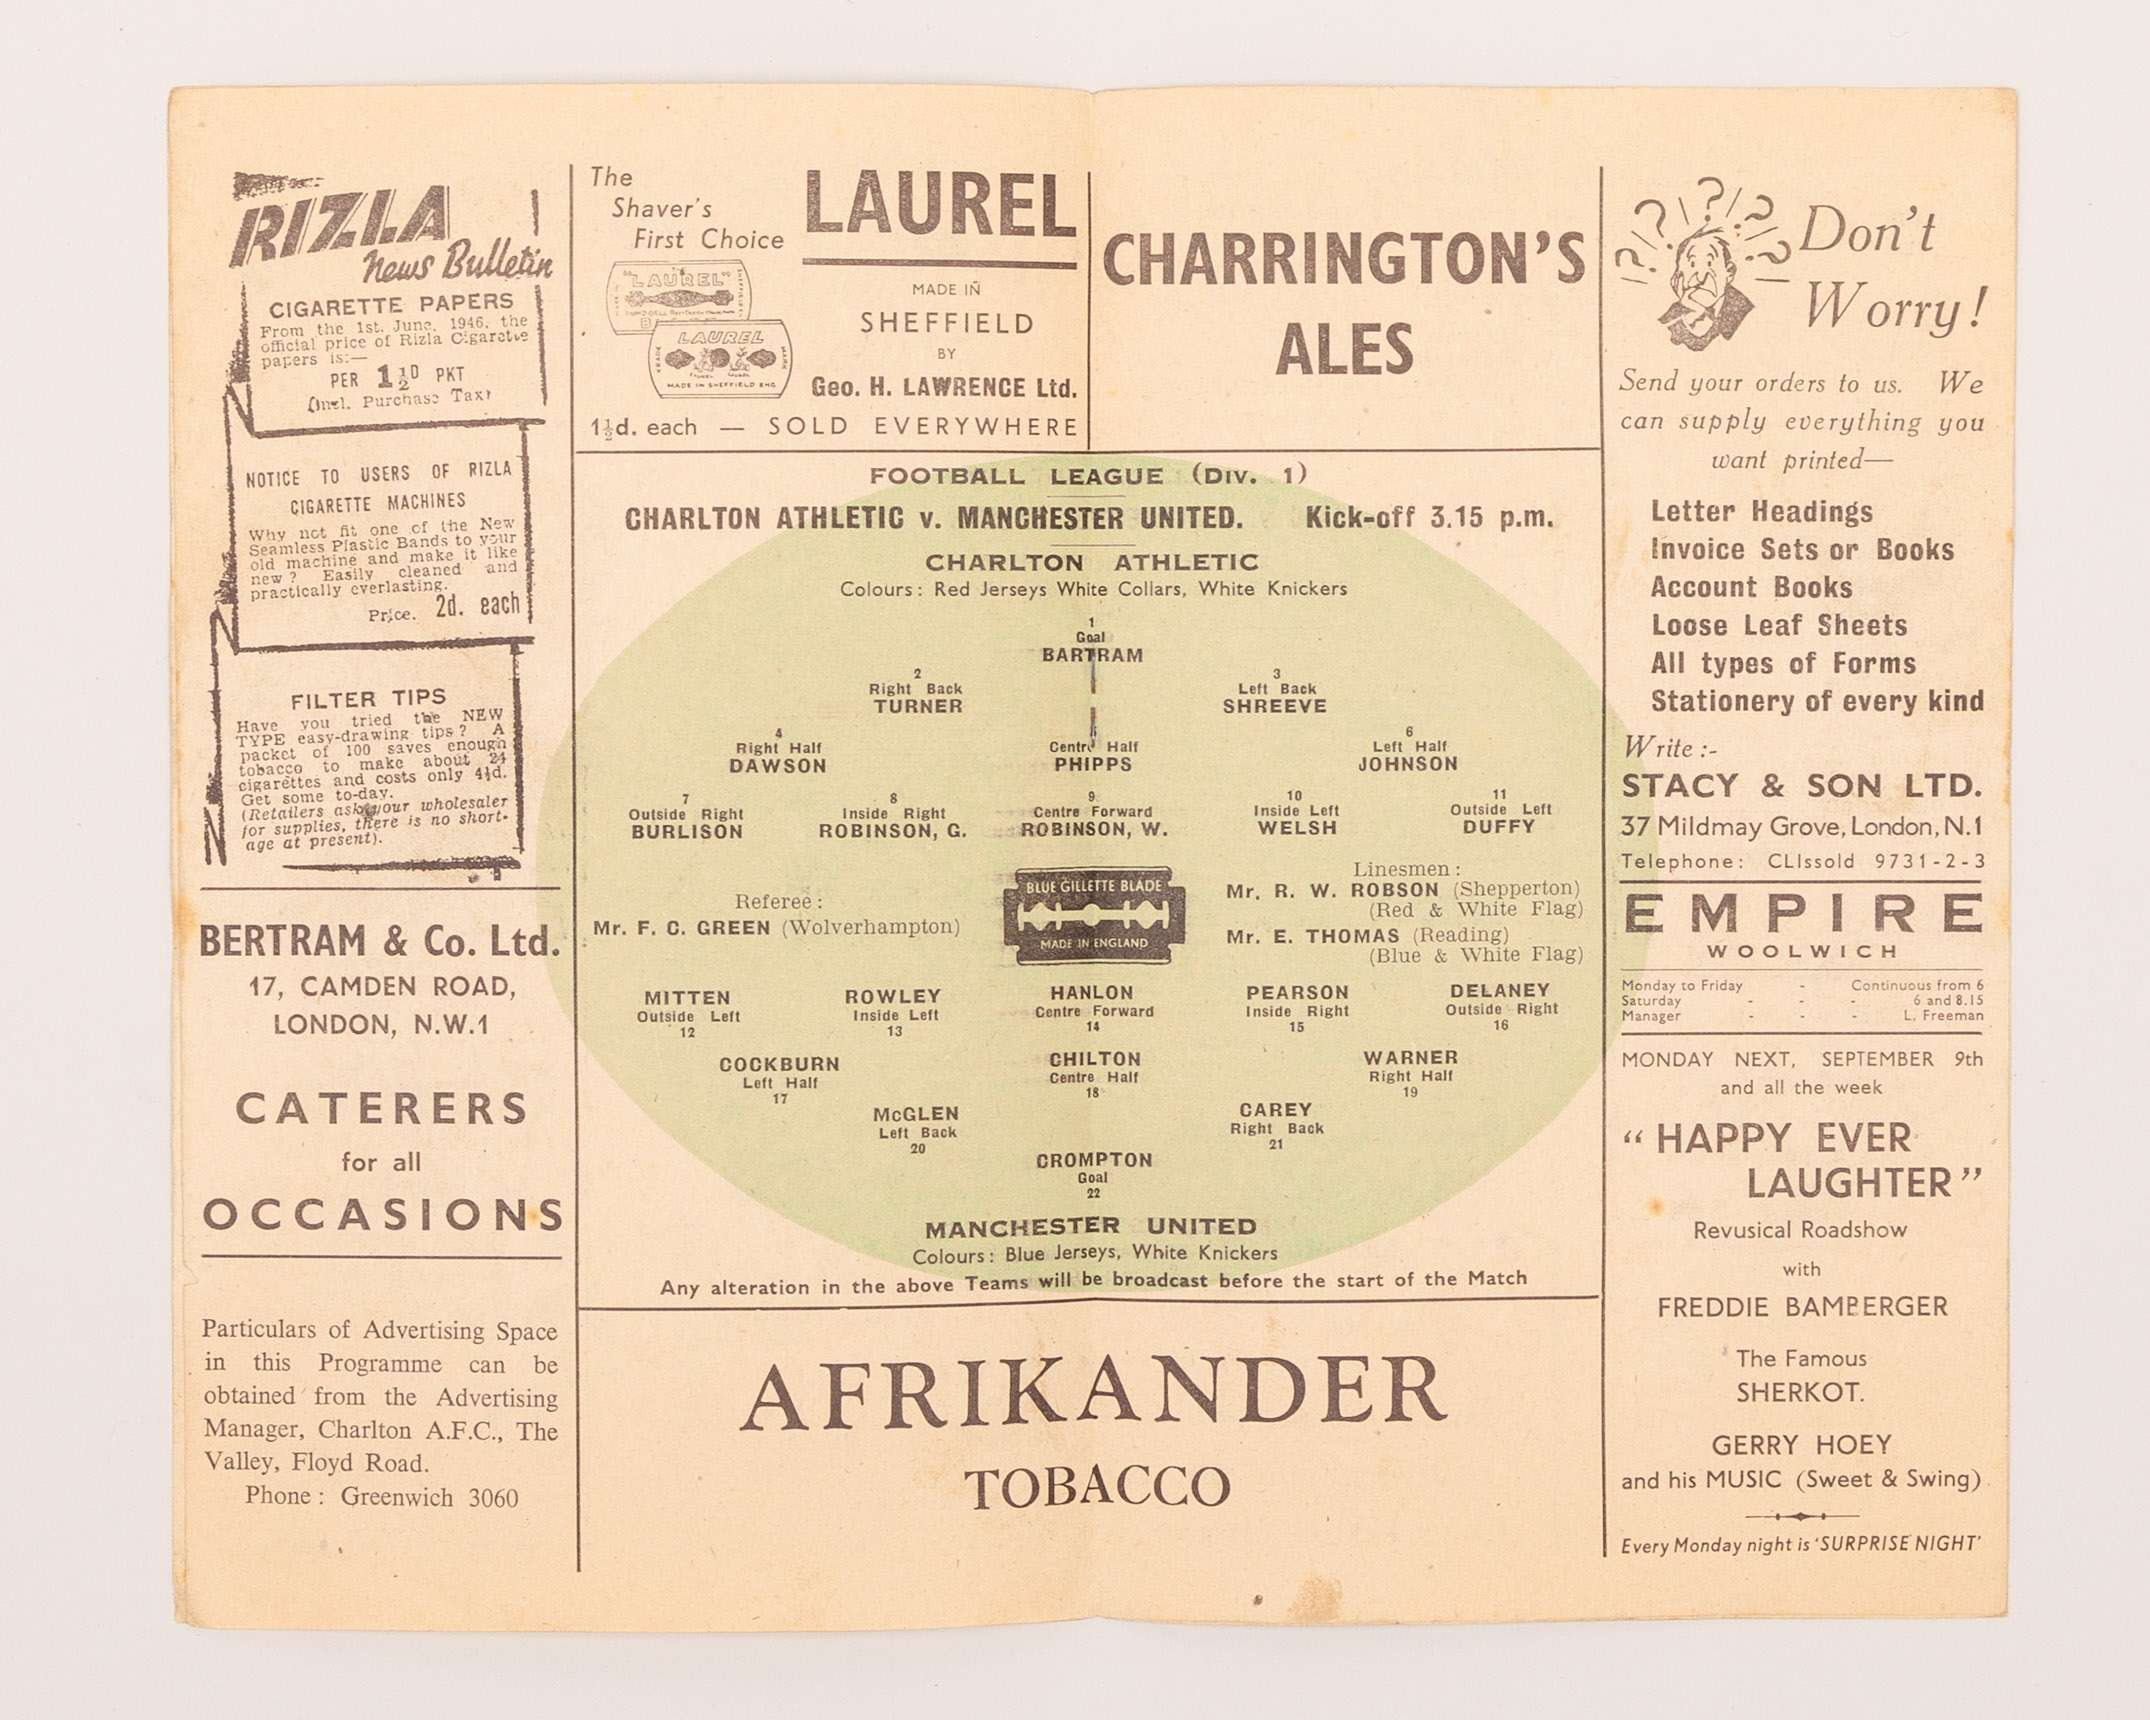 RIZLA
News Bulletin
CIGARETTE PAPERS
From the 1st. June, 1946, the
official price of Rizla Cigarette
papers is:—
PER 1½D PKT
(incl. Purchase Tax)
NOTICE TO USERS OF RIZLA
CIGARETTE MACHINES
Why not fit one of the New
Seamless Plastic Bands to your
old machine and make it like
new? Easily cleaned and
practically everlasting.
Price. 2d. each
FILTER TIPS
Have you tried the NEW
TYPE easy-drawing tips? A
packet of 100 saves enough
tobacco to make about 24
cigarettes and costs only 4½d.
Get some to-day.
(Retailers ask your wholesaler
for supplies, there is no short-
age at present).
BERTRAM & Co. Ltd.
17, CAMDEN ROAD,
LONDON, N.W.1
CATERERS
for all
OCCASIONS
Particulars of Advertising Space
in this Programme can be
obtained from the Advertising
Manager, Charlton A.F.C., The
Valley, Floyd Road.
Phone: Greenwich 3060
The
Shaver's
First Choice
"LAUREL"
LAUREL
MADE IN SHEFFIELD ENG.
LAUREL
MADE IN
SHEFFIELD
BY
Geo. H. LAWRENCE Ltd.
1½d. each — SOLD EVERYWHERE
CHARRINGTON'S
ALES
FOOTBALL LEAGUE (Div. 1)
CHARLTON ATHLETIC v. MANCHESTER UNITED. Kick-off 3.15 p.m.
CHARLTON ATHLETIC
Colours: Red Jerseys White Collars, White Knickers
1
Goal
BARTRAM
2 3
Right Back Left Back
TURNER SHREEVE
4 5 6
Right Half Centre Half Left Half
DAWSON PHIPPS JOHNSON
7 8 9 10 11
Outside Right Inside Right Centre Forward Inside Left Outside Left
BURLISON ROBINSON, G. ROBINSON, W. WELSH DUFFY
Referee:
Mr. F. C. GREEN (Wolverhampton)
BLUE GILLETTE BLADE
MADE IN ENGLAND
Linesmen:
Mr. R. W. ROBSON (Shepperton)
(Red & White Flag)
Mr. E. THOMAS (Reading)
(Blue & White Flag)
MITTEN ROWLEY HANLON PEARSON DELANEY
Outside Left Inside Left Centre Forward Inside Right Outside Right
12 13 14 15 16
COCKBURN CHILTON WARNER
Left Half Centre Half Right Half
17 18 19
McGLEN CAREY
Left Back Right Back
20 21
CROMPTON
Goal
22
MANCHESTER UNITED
Colours: Blue Jerseys, White Knickers
Any alteration in the above Teams will be broadcast before the start of the Match
AFRIKANDER
TOBACCO
Don't
Worry!
Send your orders to us. We
can supply everything you
want printed—
Letter Headings
Invoice Sets or Books
Account Books
Loose Leaf Sheets
All types of Forms
Stationery of every kind
Write :-
STACY & SON LTD.
37 Mildmay Grove, London, N.1
Telephone: CLIssold 9731-2-3
EMPIRE
WOOLWICH
Monday to Friday - Continuous from 6
Saturday - - - 6 and 8.15
Manager - - - L. Freeman
MONDAY NEXT, SEPTEMBER 9th
and all the week
"HAPPY EVER
LAUGHTER"
Revusical Roadshow
with
FREDDIE BAMBERGER
The Famous
SHERKOT.
GERRY HOEY
and his MUSIC (Sweet & Swing)
Every Monday night is 'SURPRISE NIGHT'